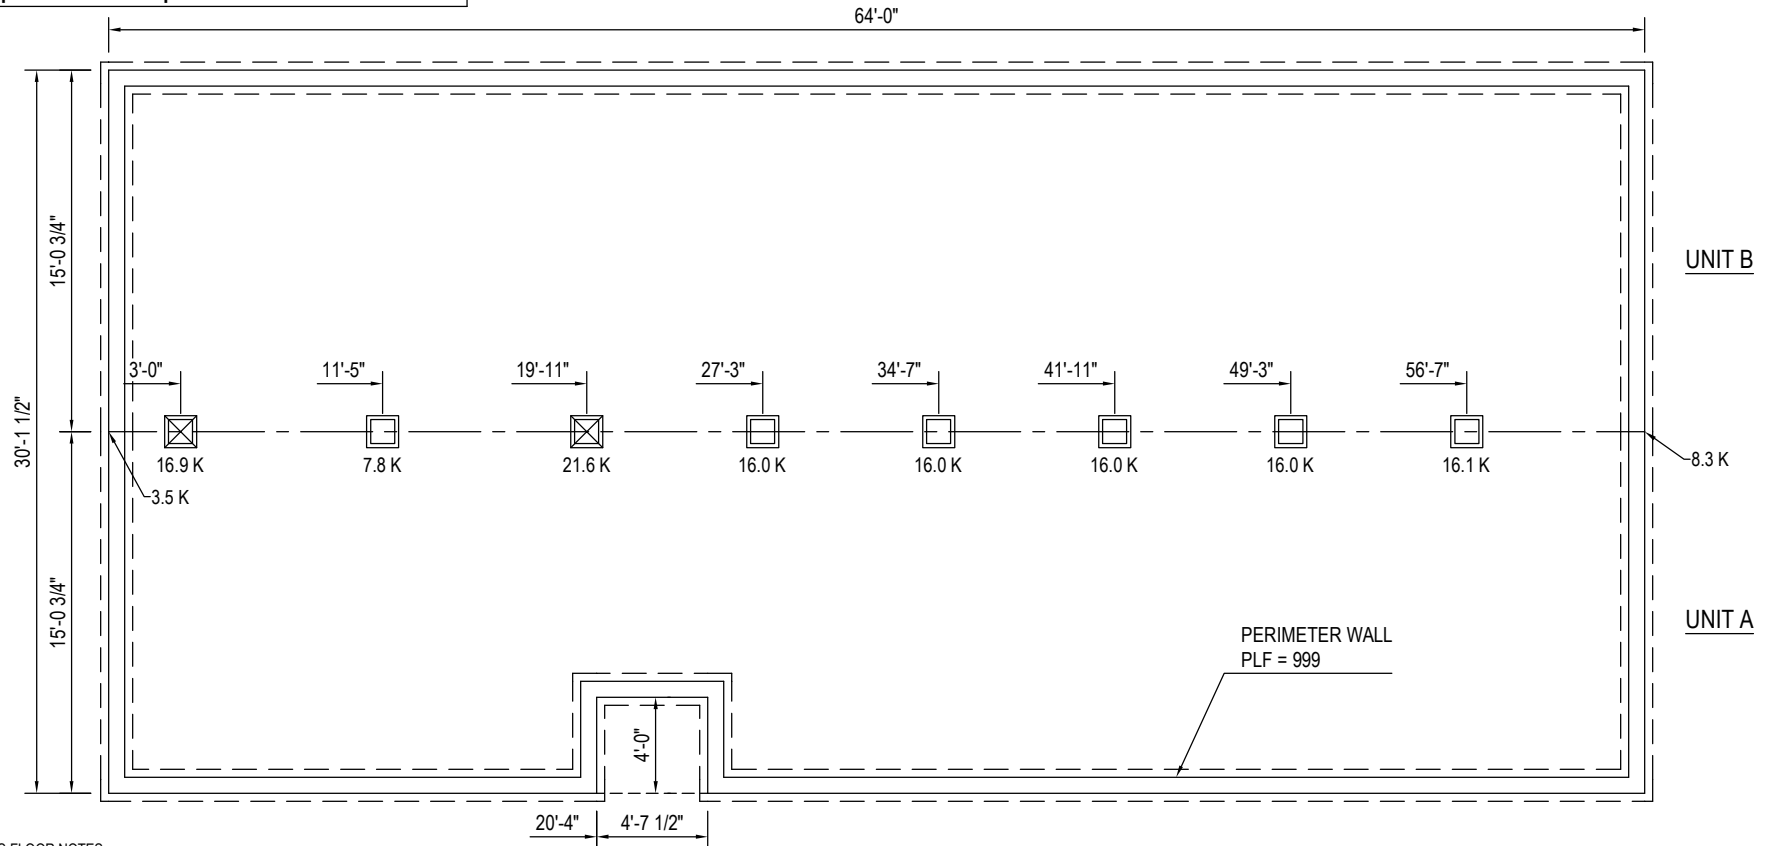 64'-0"
15'-0 3/4"
30'-1 1/2"
15'-0 3/4"
UNIT B
3'-0"
11'-5"
19'-11"
27'-3"
34'-7"
41'-11"
49'-3"
56'-7"
16.9 K
7.8 K
21.6 K
16.0 K
16.0 K
16.0 K
16.0 K
16.1 K
8.3 K
3.5 K
UNIT A
PERIMETER WALL
PLF = 999
4'-0"
20'-4"
4'-7 1/2"
FLOOR NOTES